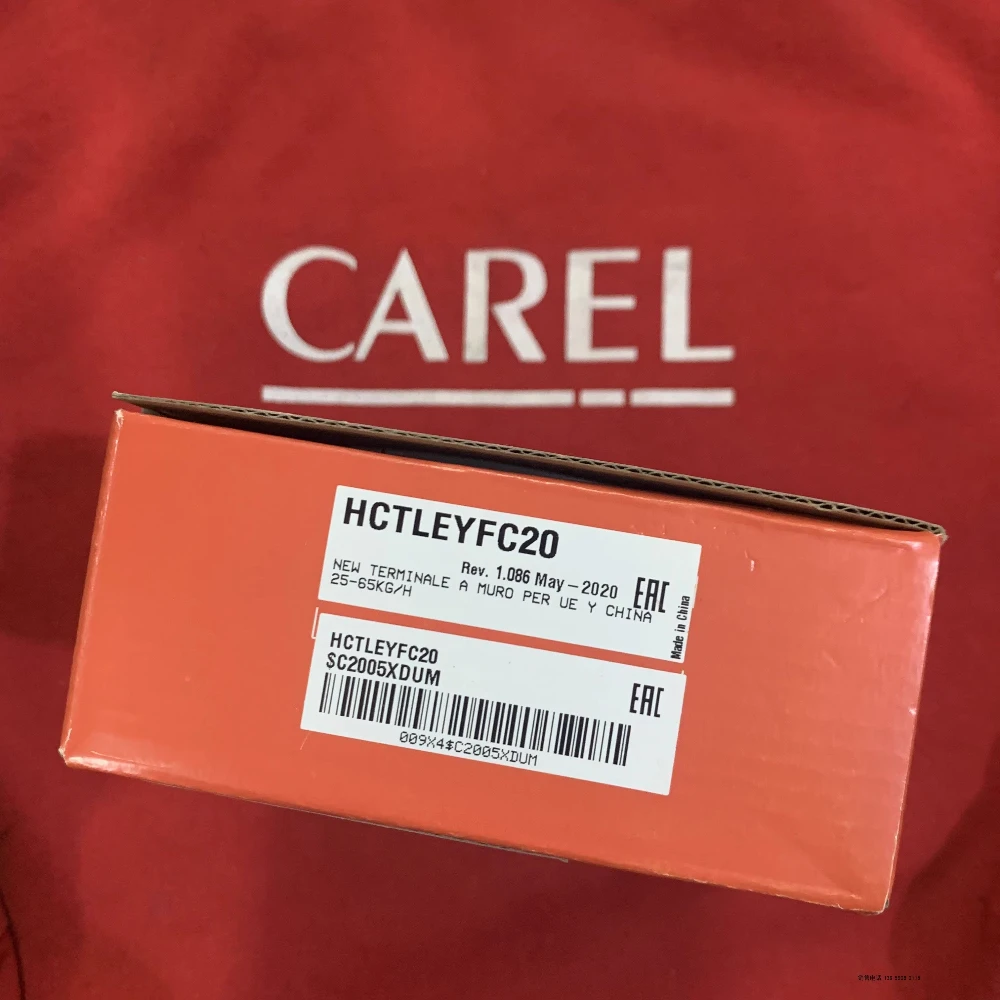 CAREL
HCTLEYFC20
Rev. 1.086 May-2020
NEW TERMINALE A MURO PER UE Y CHINA
25-65KG/H
EAC
Made in China
HCTLEYFC20
$C2005XDUM
EAC
009X4$C2005XDUM